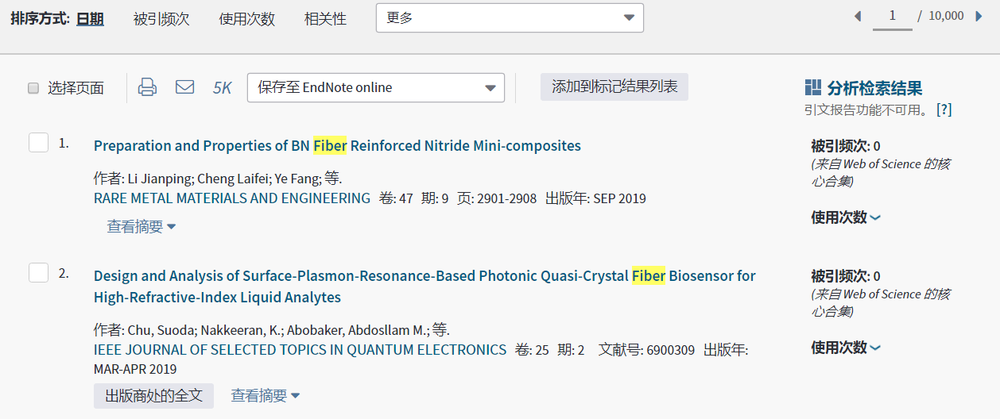 排序方式: 日期 被引频次 使用次数 相关性 更多 1 / 10,000
选择页面 5K 保存至 EndNote online 添加到标记结果列表 分析检索结果
引文报告功能不可用。 [?]
1. Preparation and Properties of BN Fiber Reinforced Nitride Mini-composites
作者: Li Jianping; Cheng Laifei; Ye Fang; 等.
RARE METAL MATERIALS AND ENGINEERING 卷: 47 期: 9 页: 2901-2908 出版年: SEP 2019
查看摘要
被引频次: 0
(来自 Web of Science 的核
心合集)
使用次数
2. Design and Analysis of Surface-Plasmon-Resonance-Based Photonic Quasi-Crystal Fiber Biosensor for
High-Refractive-Index Liquid Analytes
作者: Chu, Suoda; Nakkeeran, K.; Abobaker, Abdosllam M.; 等.
IEEE JOURNAL OF SELECTED TOPICS IN QUANTUM ELECTRONICS 卷: 25 期: 2 文献号: 6900309 出版年:
MAR-APR 2019
出版商处的全文 查看摘要
被引频次: 0
(来自 Web of Science 的核
心合集)
使用次数